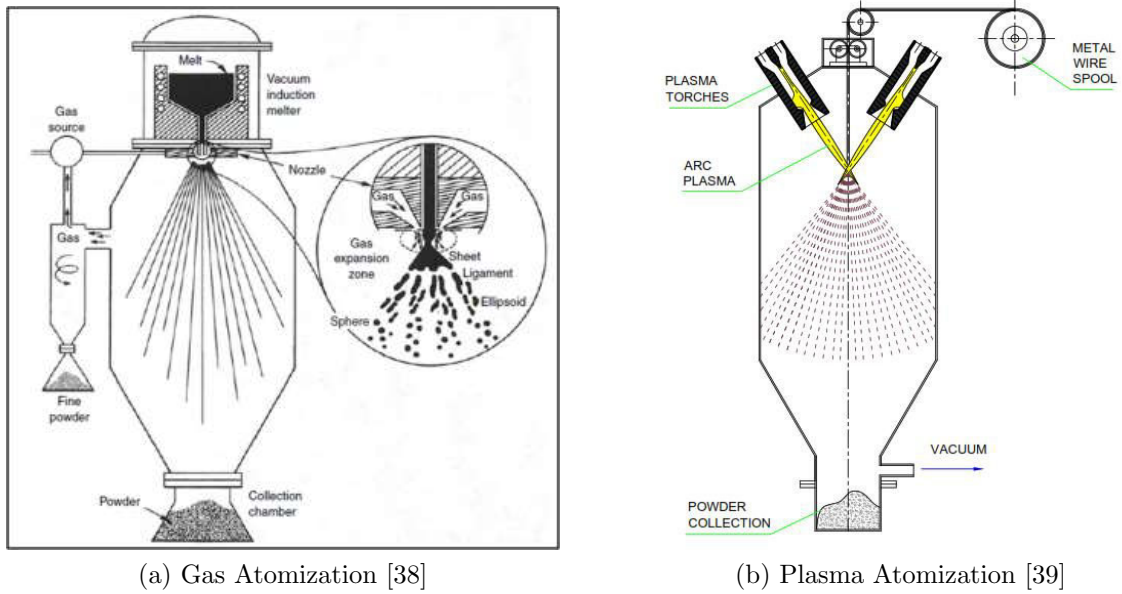 Melt
Vacuum
induction
melter
Gas
source
Nozzle
Gas
Gas
Gas
Gas
expansion
zone
Sheet
Ligament
Ellipsoid
Sphere
Fine
powder
Powder
Collection
chamber
(a) Gas Atomization [38]
METAL
WIRE
SPOOL
PLASMA
TORCHES
ARC
PLASMA
VACUUM
POWDER
COLLECTION
(b) Plasma Atomization [39]